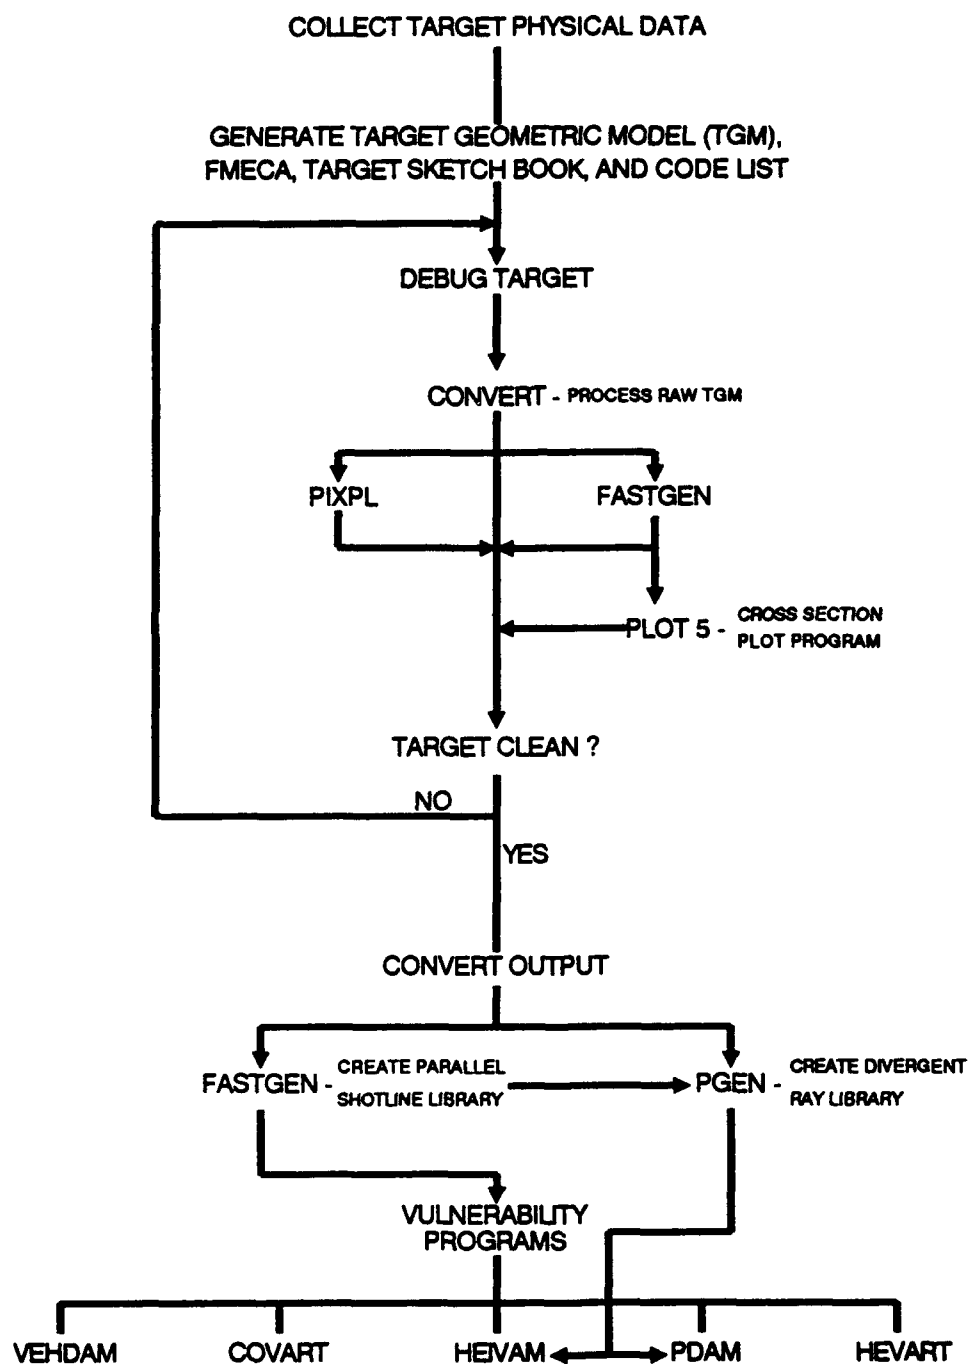 COLLECT TARGET PHYSICAL DATA
GENERATE TARGET GEOMETRIC MODEL (TGM),
FMECA, TARGET SKETCH BOOK, AND CODE LIST
DEBUG TARGET
CONVERT - PROCESS RAW TGM
PIXPL
FASTGEN
PLOT 5 - CROSS SECTION
PLOT PROGRAM
TARGET CLEAN ?
NO
YES
CONVERT OUTPUT
FASTGEN - CREATE PARALLEL
SHOTLINE LIBRARY
PGEN - CREATE DIVERGENT
RAY LIBRARY
VULNERABILITY
PROGRAMS
VEHDAM
COVART
HEIVAM
PDAM
HEVART